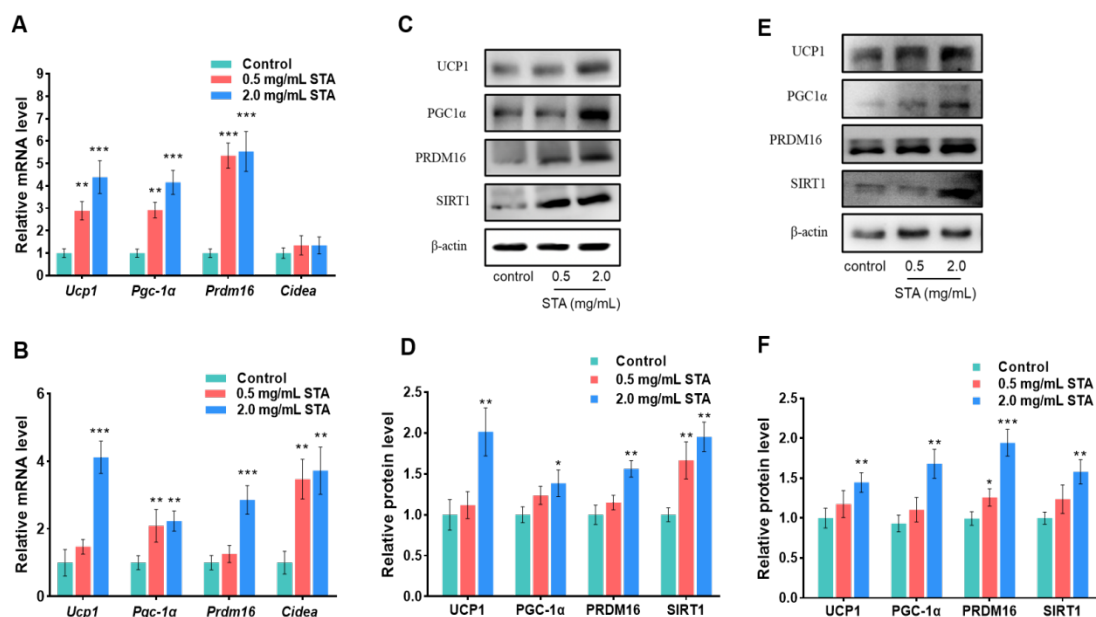 A
Control
0.5 mg/mL STA
2.0 mg/mL STA
Relative mRNA level
9
8
7
6
5
4
3
2
1
0
** *** ** *** *** ***
Ucp1 Pgc-1α Prdm16 Cidea
B
Control
0.5 mg/mL STA
2.0 mg/mL STA
Relative mRNA level
6
4
2
0
*** ** ** *** ** **
Ucp1 Pgc-1α Prdm16 Cidea
C
UCP1
PGC1α
PRDM16
SIRT1
β-actin
control 0.5 2.0
STA (mg/mL)
D
Control
0.5 mg/mL STA
2.0 mg/mL STA
Relative protein level
2.5
2.0
1.5
1.0
0.5
0.0
** * ** ** **
UCP1 PGC-1α PRDM16 SIRT1
E
UCP1
PGC1α
PRDM16
SIRT1
β-actin
control 0.5 2.0
STA (mg/mL)
F
Control
0.5 mg/mL STA
2.0 mg/mL STA
Relative protein level
2.5
2.0
1.5
1.0
0.5
0.0
** ** * *** **
UCP1 PGC-1α PRDM16 SIRT1